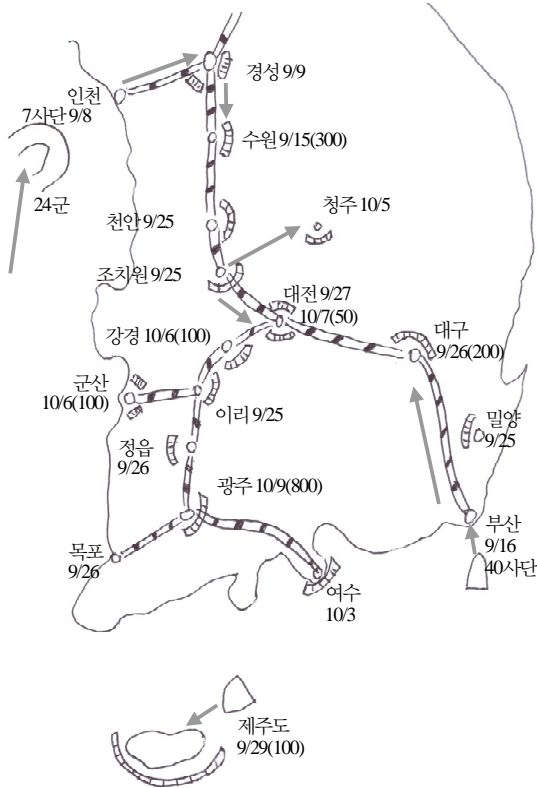 경성 9/9
인천
7사단 9/8
수원 9/15(300)
24군
청주 10/5
천안 9/25
조치원 9/25
대전 9/27
10/7(50)
강경 10/6(100)
대구
9/26(200)
군산
10/6(100)
이리 9/25
밀양
9/25
정읍
9/26
광주 10/9(800)
부산
9/16
40사단
목포
9/26
여수
10/3
제주도
9/29(100)